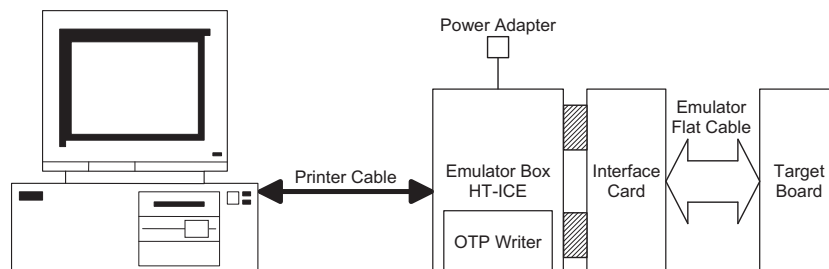 Power Adapter
Printer Cable
Emulator Box
HT-ICE
OTP Writer
Interface
Card
Emulator
Flat Cable
Target
Board